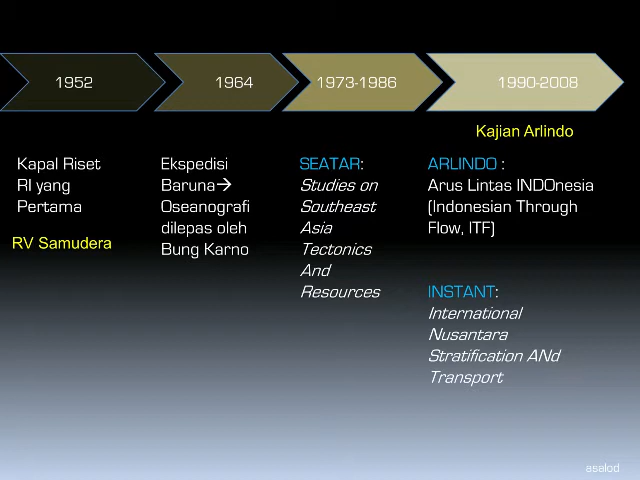 1952
1964
1973-1986
1990-2008
Kajian Arlindo
Kapal Riset
RI yang
Pertama
RV Samudera
Ekspedisi
Baruna→
Oseanografi
dilepas oleh
Bung Karno
SEATAR:
Studies on
Southeast
Asia
Tectonics
And
Resources
ARLINDO :
Arus Lintas INDOnesia
(Indonesian Through
Flow, ITF)
INSTANT:
International
Nusantara
Stratification ANd
Transport
asalod